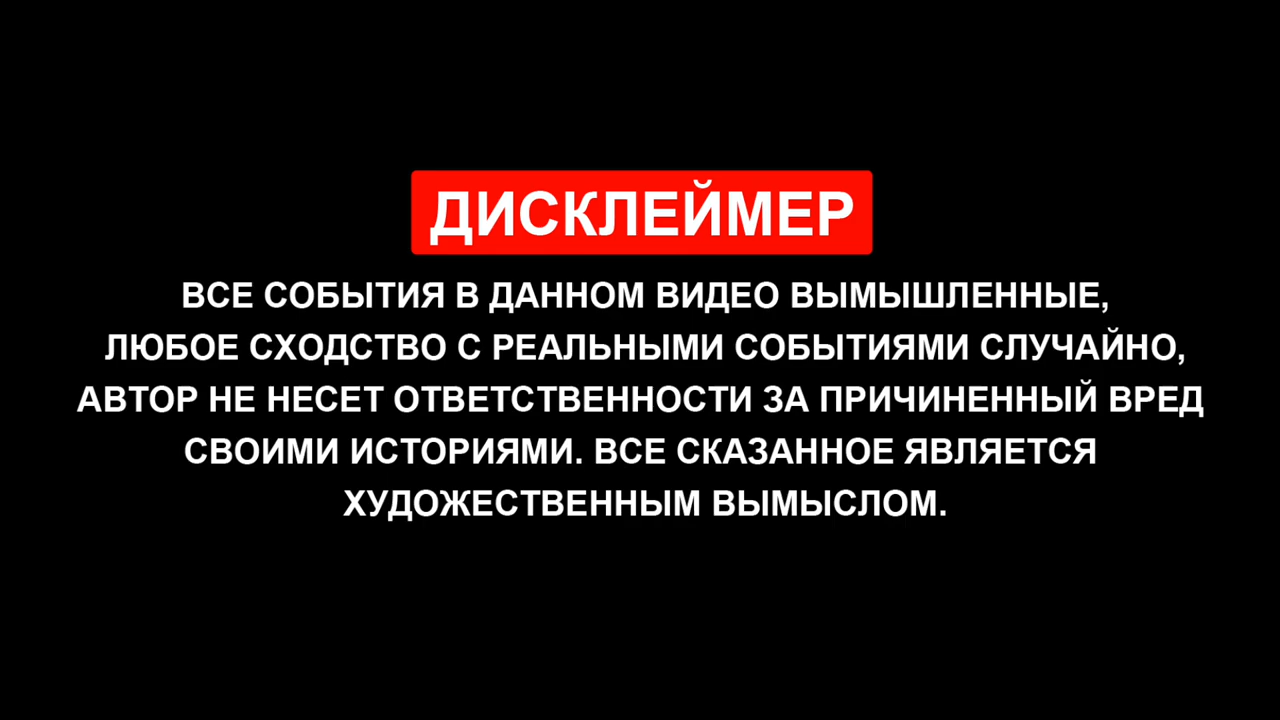 ДИСКЛЕЙМЕР
ВСЕ СОБЫТИЯ В ДАННОМ ВИДЕО ВЫМЫШЛЕННЫЕ,
ЛЮБОЕ СХОДСТВО С РЕАЛЬНЫМИ СОБЫТИЯМИ СЛУЧАЙНО,
АВТОР НЕ НЕСЕТ ОТВЕТСТВЕННОСТИ ЗА ПРИЧИНЕННЫЙ ВРЕД
СВОИМИ ИСТОРИЯМИ. ВСЕ СКАЗАННОЕ ЯВЛЯЕТСЯ
ХУДОЖЕСТВЕННЫМ ВЫМЫСЛОМ.